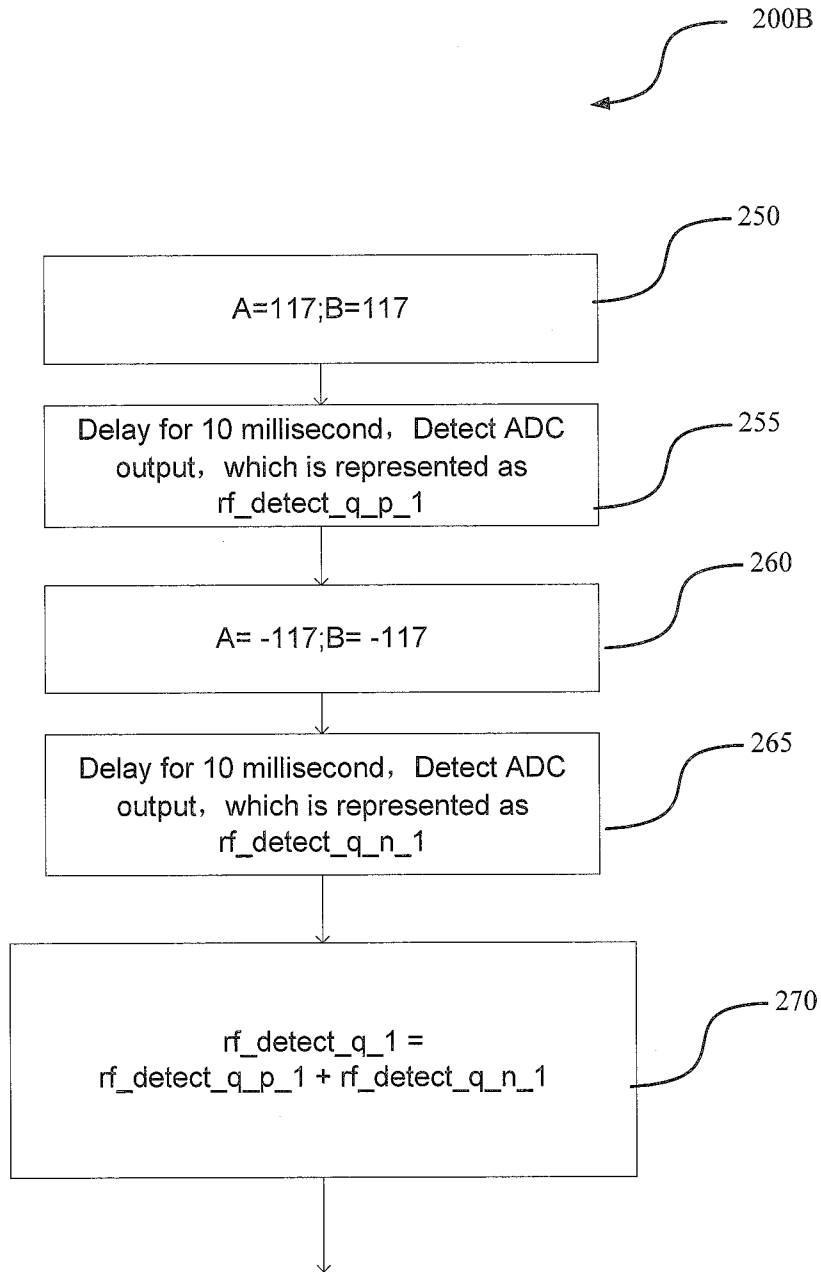 200B
250
A=117;B=117
255
Delay for 10 millisecond, Detect ADC
output, which is represented as
rf_detect_q_p_1
260
A= -117;B= -117
265
Delay for 10 millisecond, Detect ADC
output, which is represented as
rf_detect_q_n_1
270
rf_detect_q_1 =
rf_detect_q_p_1 + rf_detect_q_n_1